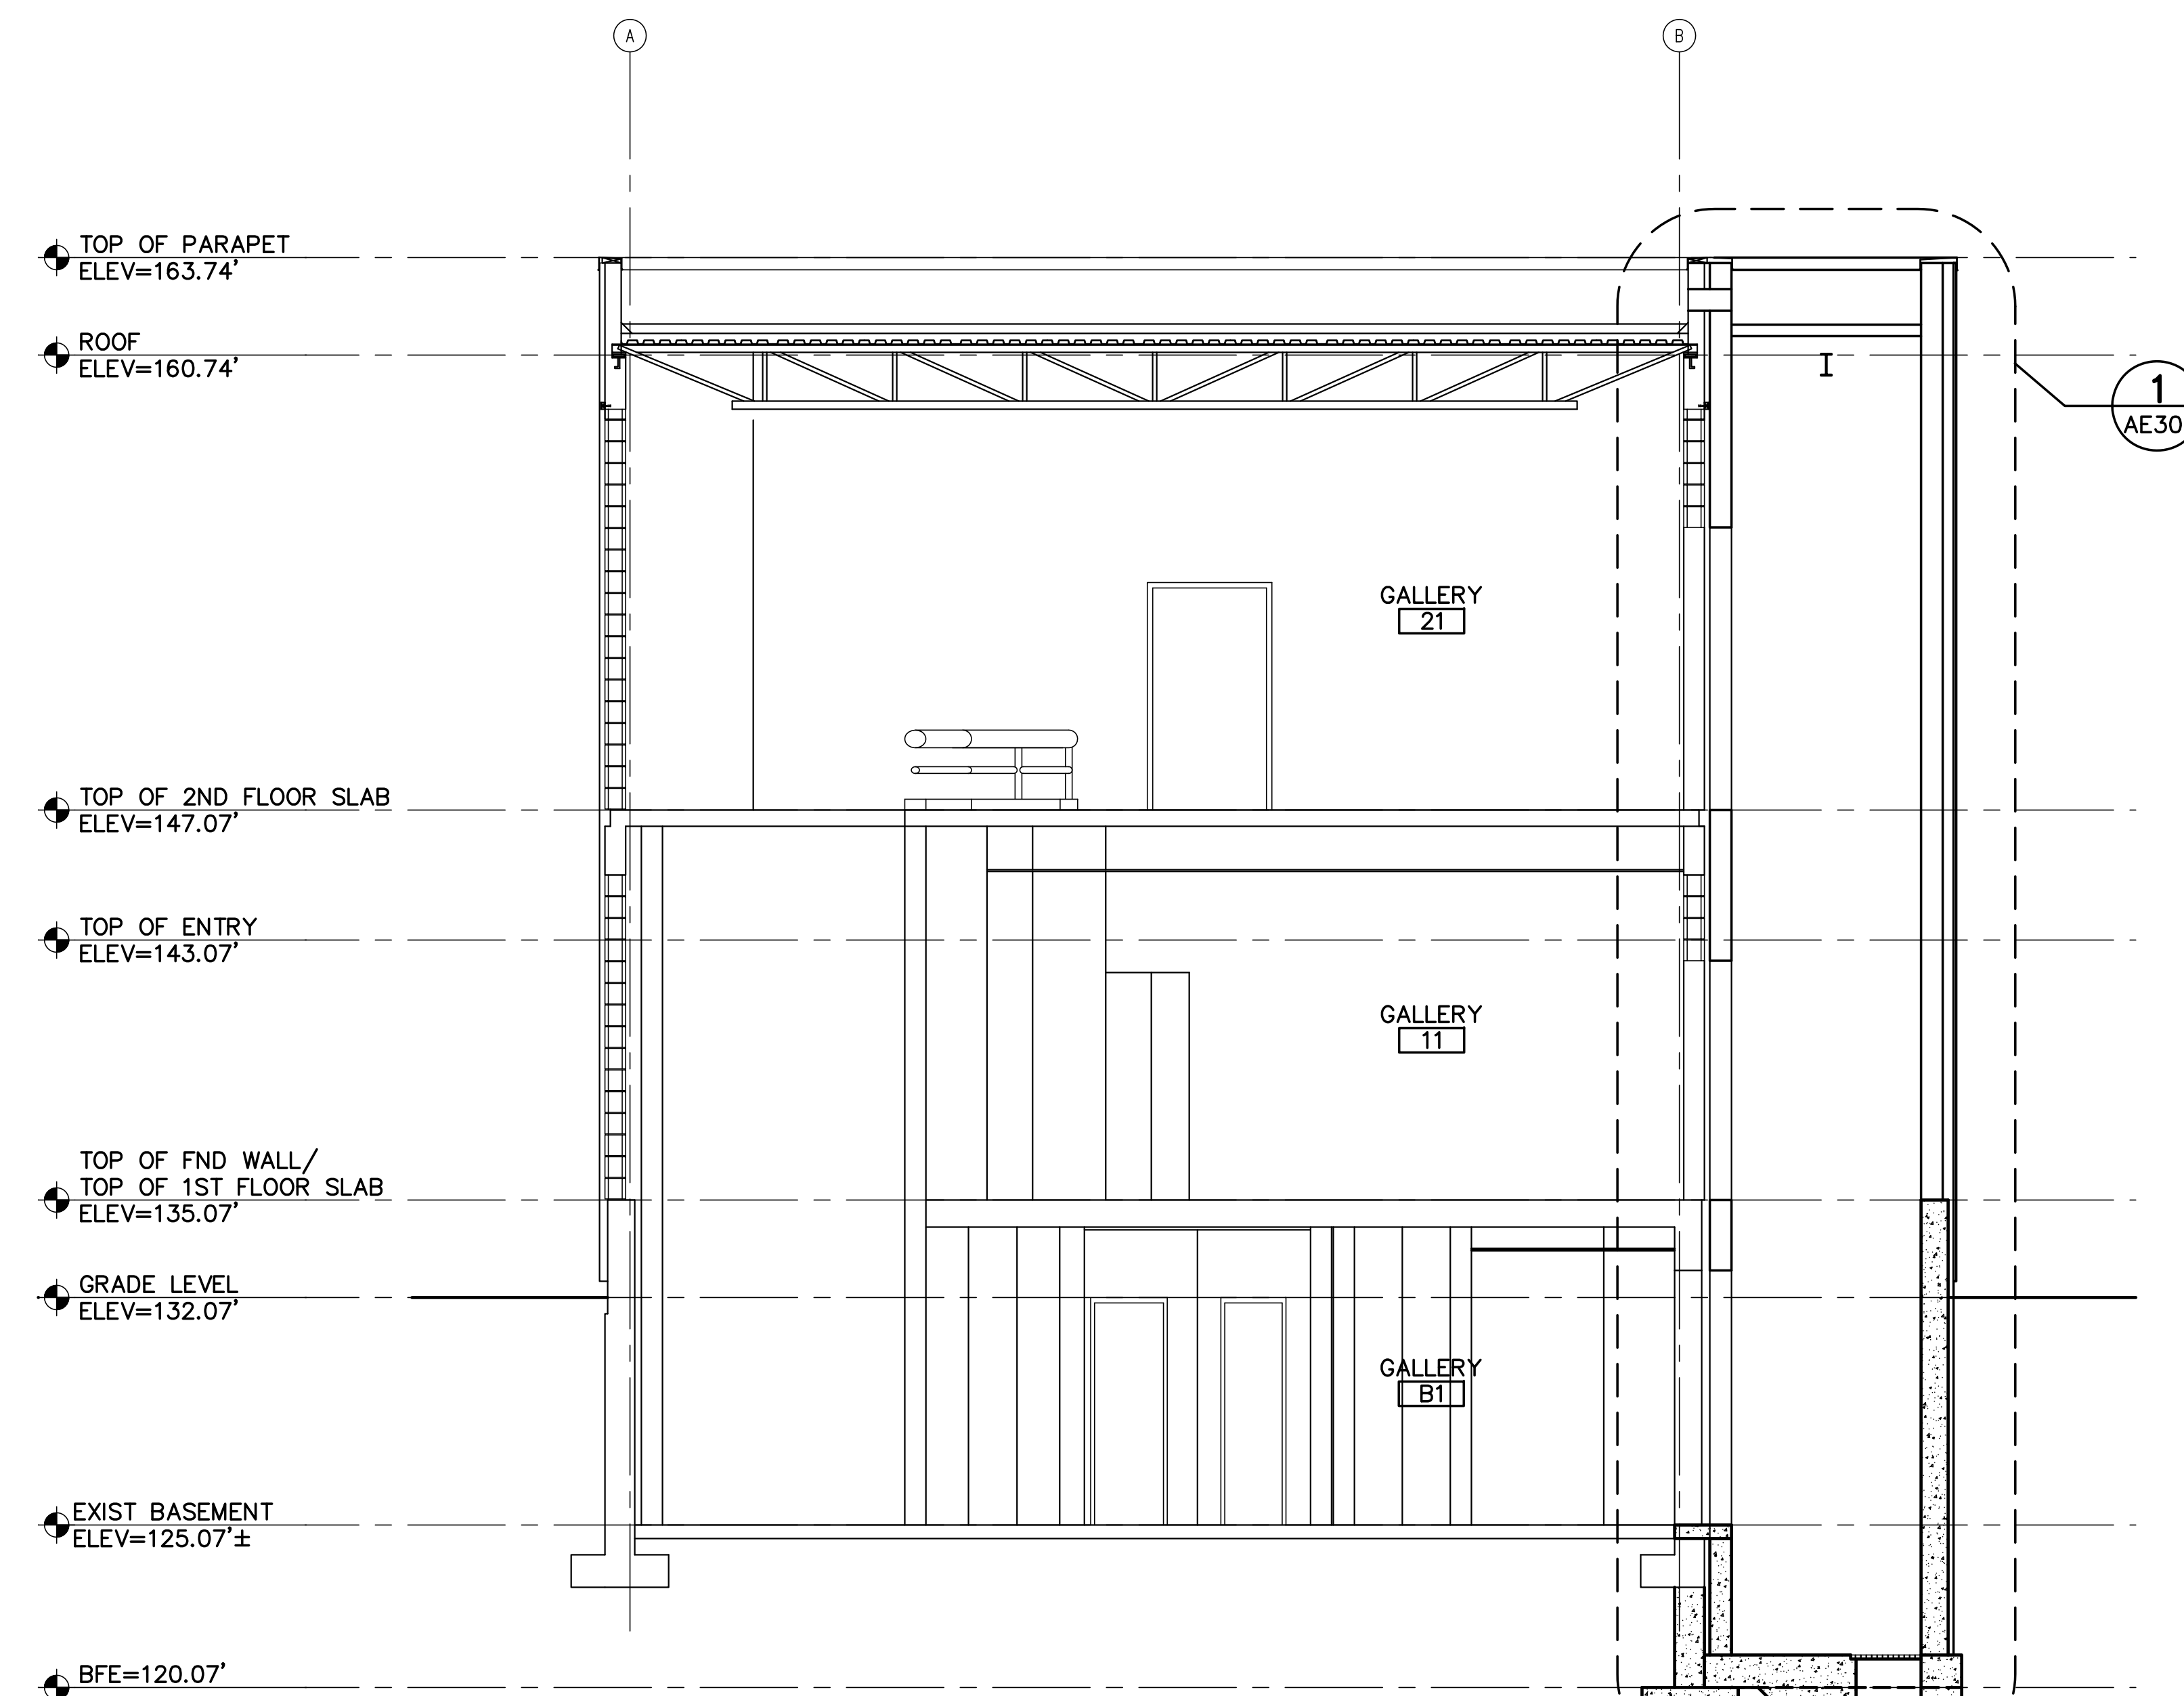 A
B
TOP OF PARAPET
ELEV=163.74'
ROOF
ELEV=160.74'
1
AE30
GALLERY
21
TOP OF 2ND FLOOR SLAB
ELEV=147.07'
TOP OF ENTRY
ELEV=143.07'
GALLERY
11
TOP OF FND WALL/
TOP OF 1ST FLOOR SLAB
ELEV=135.07'
GRADE LEVEL
ELEV=132.07'
GALLERY
B1
EXIST BASEMENT
ELEV=125.07'±
BFE=120.07'